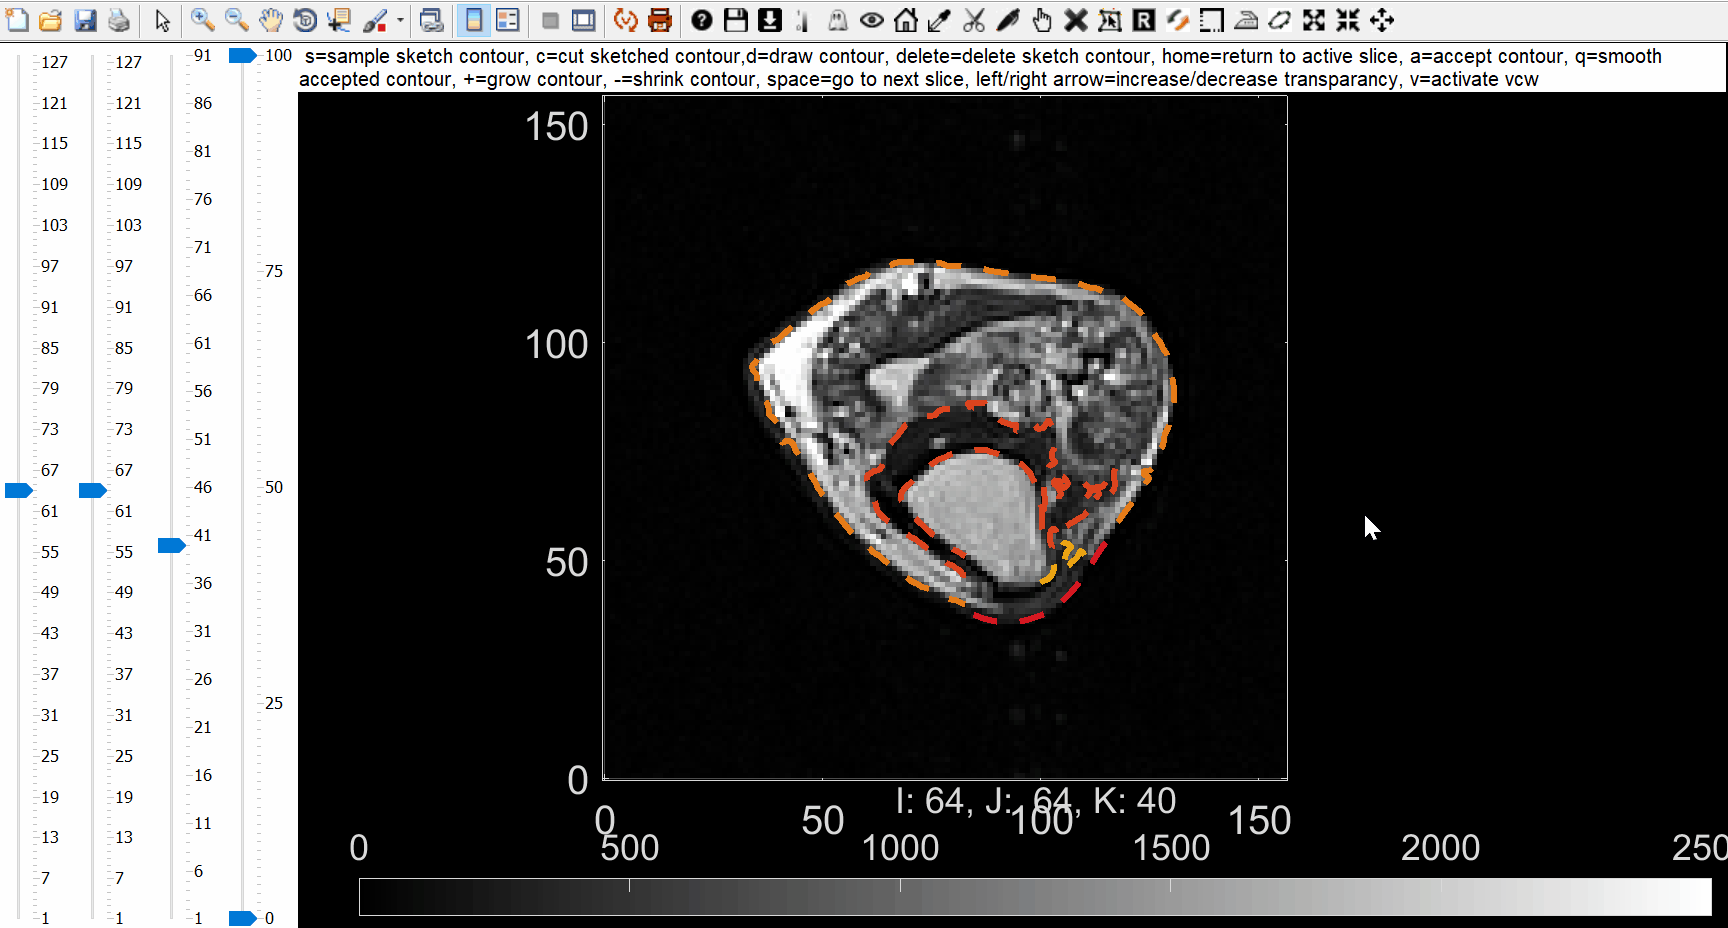 s=sample sketch contour, c=cut sketched contour,d=draw contour, delete=delete sketch contour, home=return to active slice, a=accept contour, q=smooth
accepted contour, +=grow contour, -=shrink contour, space=go to next slice, left/right arrow=increase/decrease transparancy, v=activate vcw
127 127 91 100
121 121 86
115 115 81
109 109 76
103 103 71
97 97 66 75
91 91 61
85 85 56
79 79 51
73 73 46 50
67 67 41
61 61 36
55 55 31
49 49 26
43 43 21
37 37 16
31 31 11
25 25 6
19 19 1
13 13
7 7
1 1
25
0
150
100
50
0
I: 64, J: 64, K: 40
0 50 100 150
0 500 1000 1500 2000 250
R